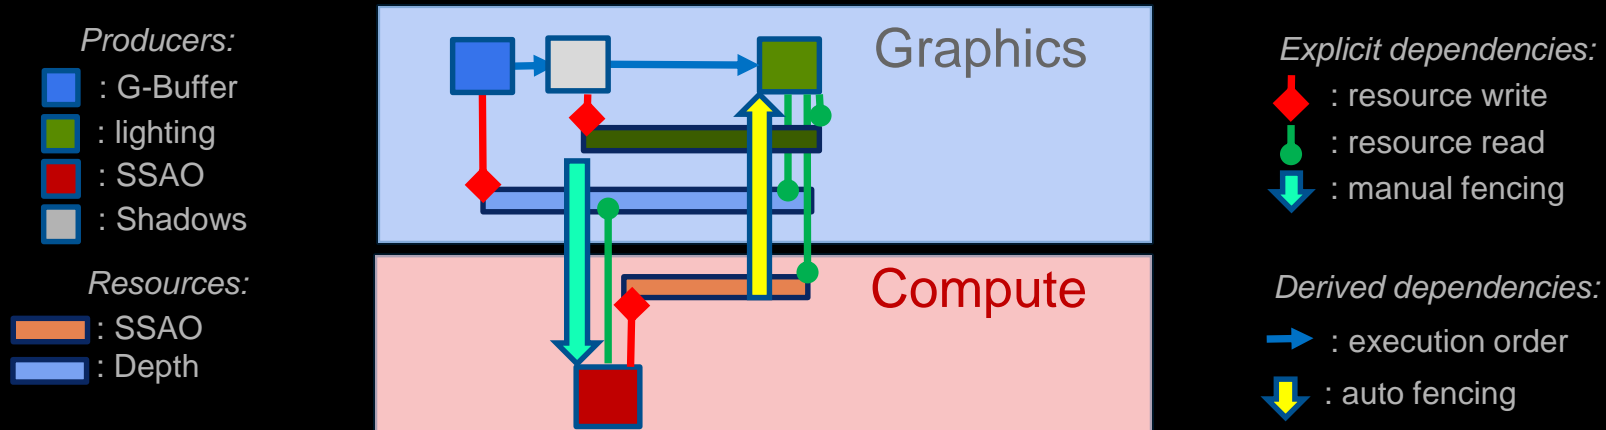 Producers:
: G-Buffer
: lighting
: SSAO
: Shadows
Resources:
: SSAO
: Depth
Graphics
Compute
Explicit dependencies:
: resource write
: resource read
: manual fencing
Derived dependencies:
: execution order
: auto fencing